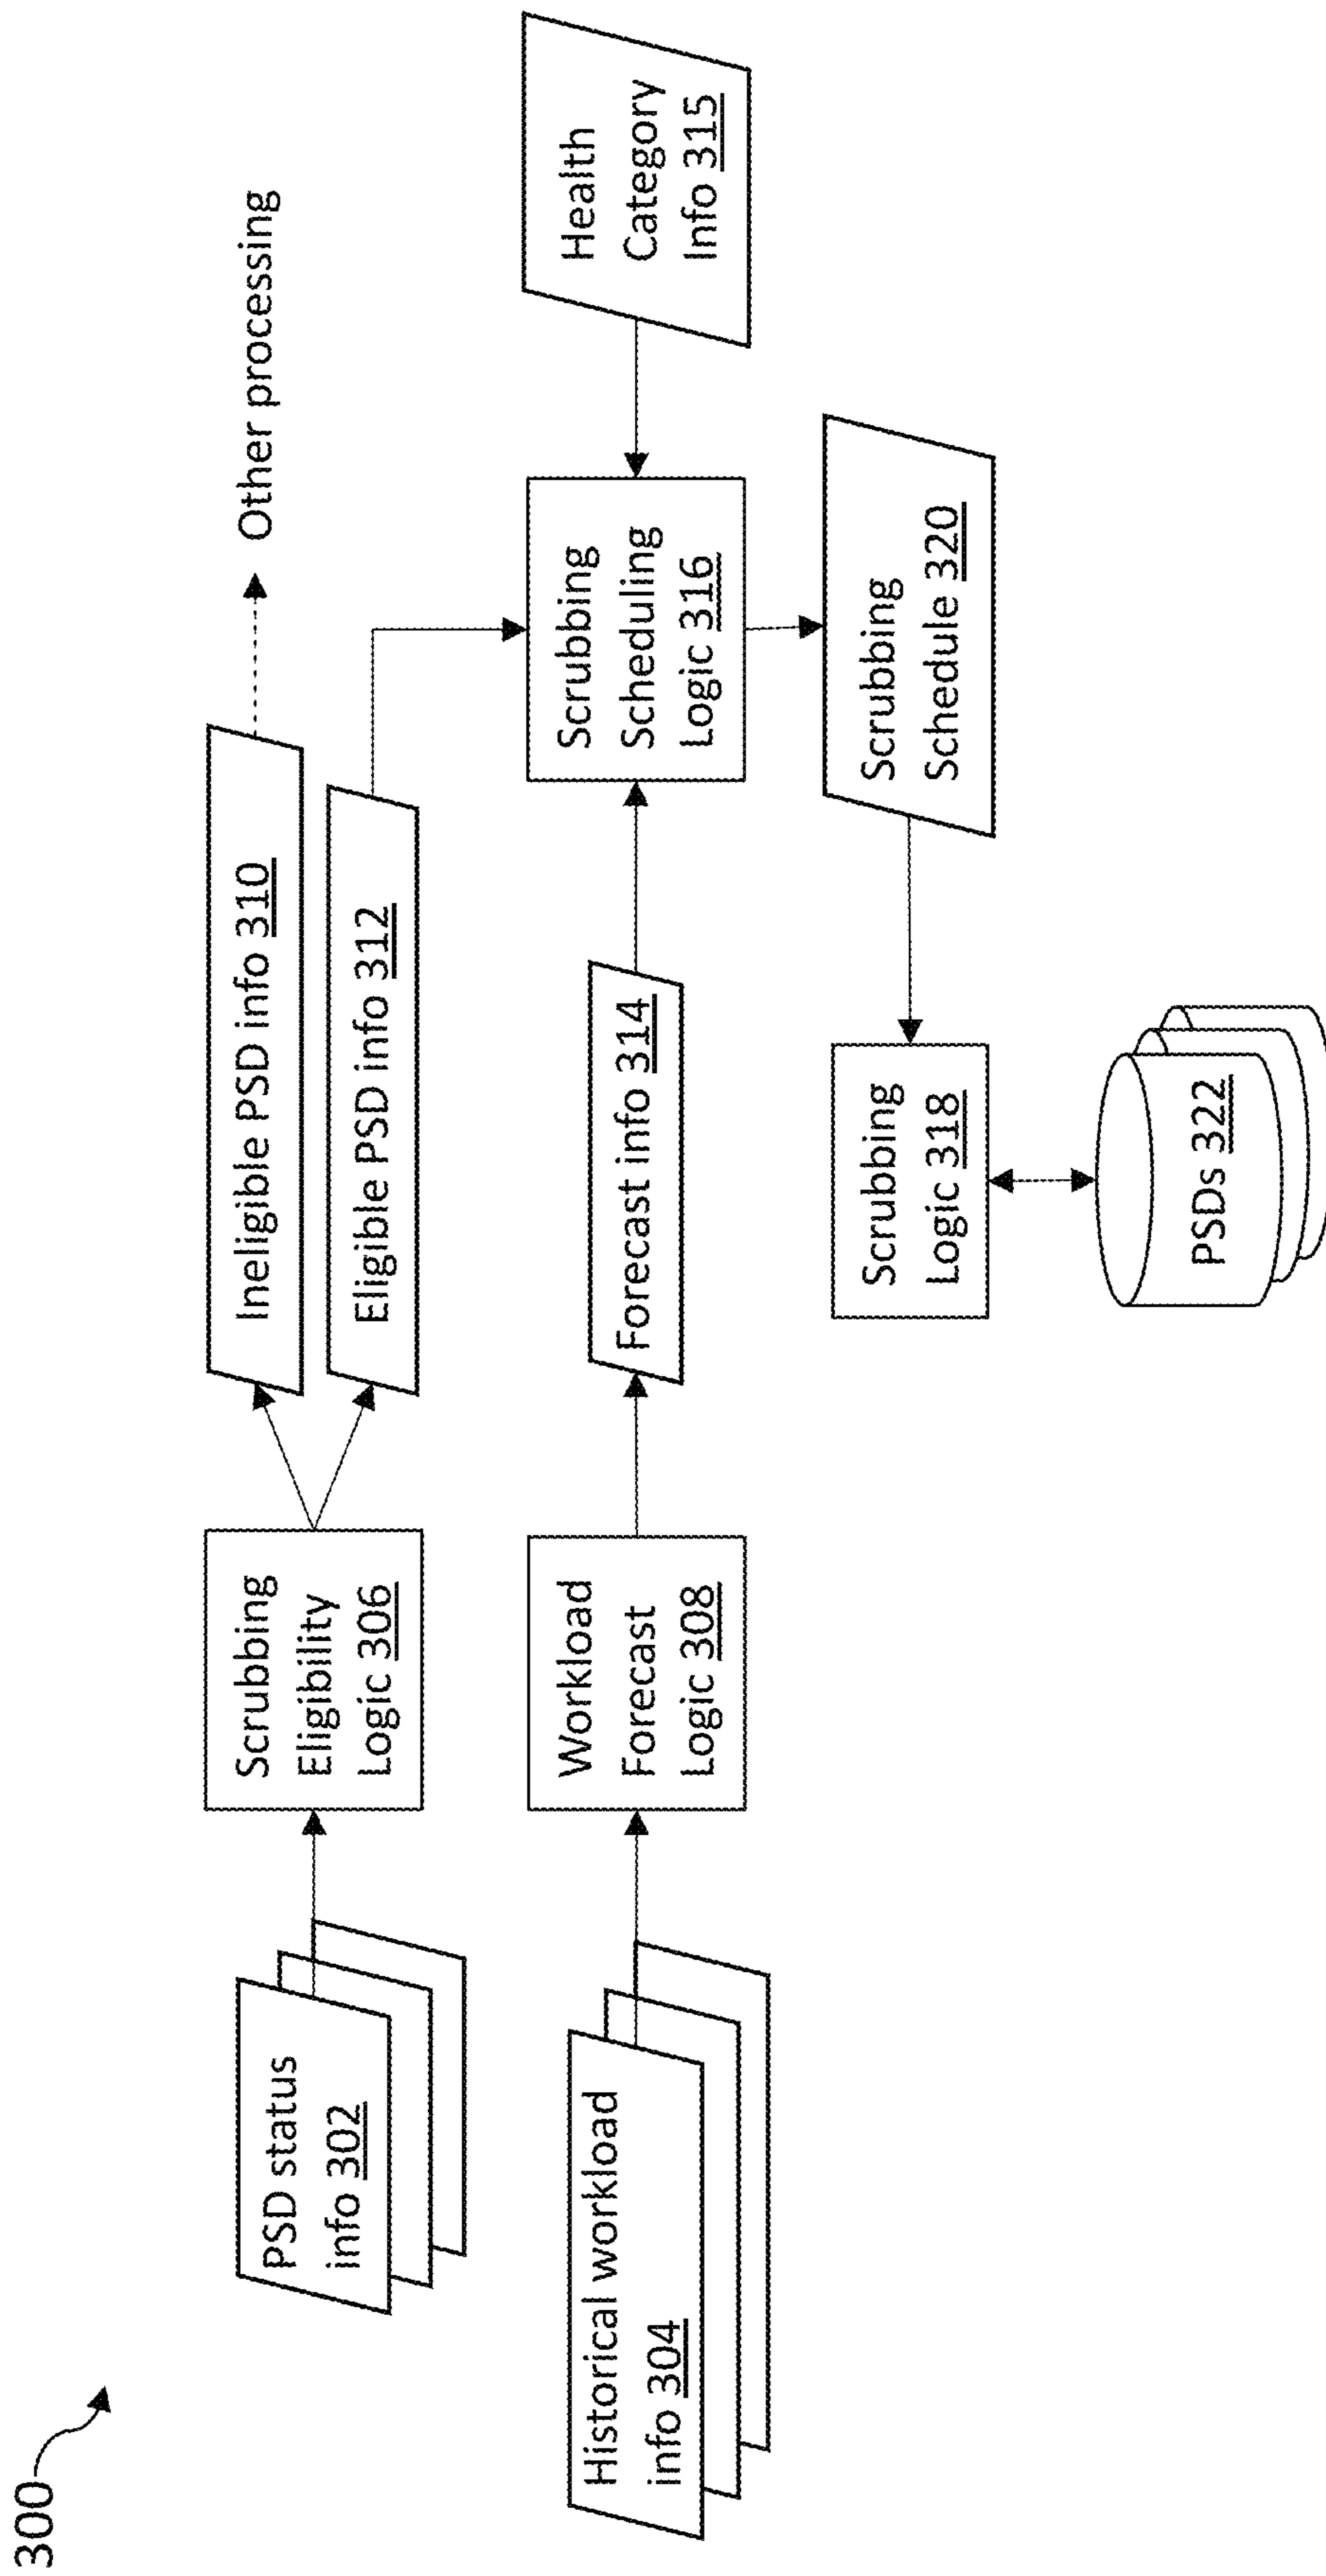 300
PSD status
info 302
Historical workload
info 304
Scrubbing
Eligibility
Logic 306
Workload
Forecast
Logic 308
Ineligible PSD info 310
Other processing
Eligible PSD info 312
Forecast info 314
Scrubbing
Scheduling
Logic 316
Health
Category
Info 315
Scrubbing
Schedule 320
Scrubbing
Logic 318
PSDs 322